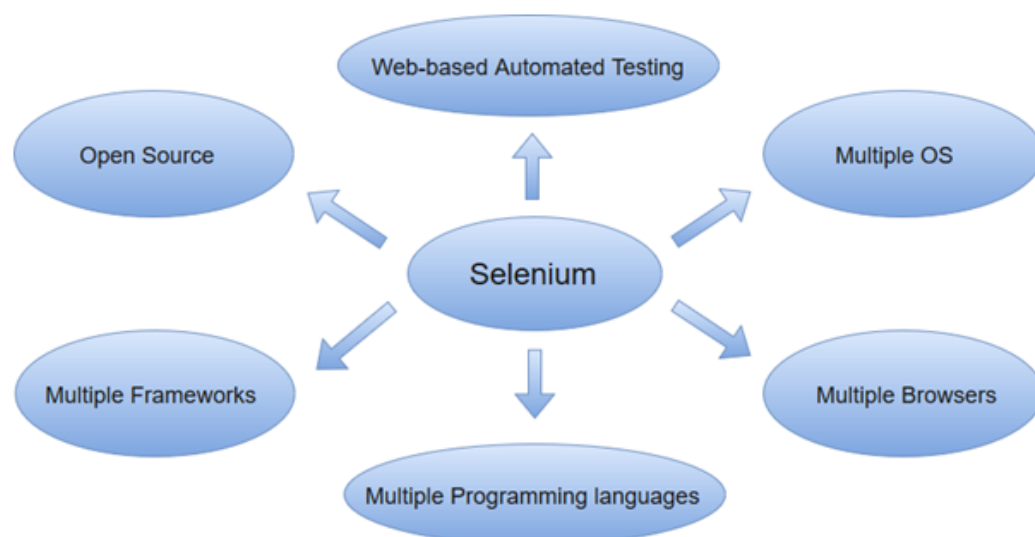 Web-based Automated Testing
Open Source
Multiple OS
Selenium
Multiple Frameworks
Multiple Browsers
Multiple Programming languages